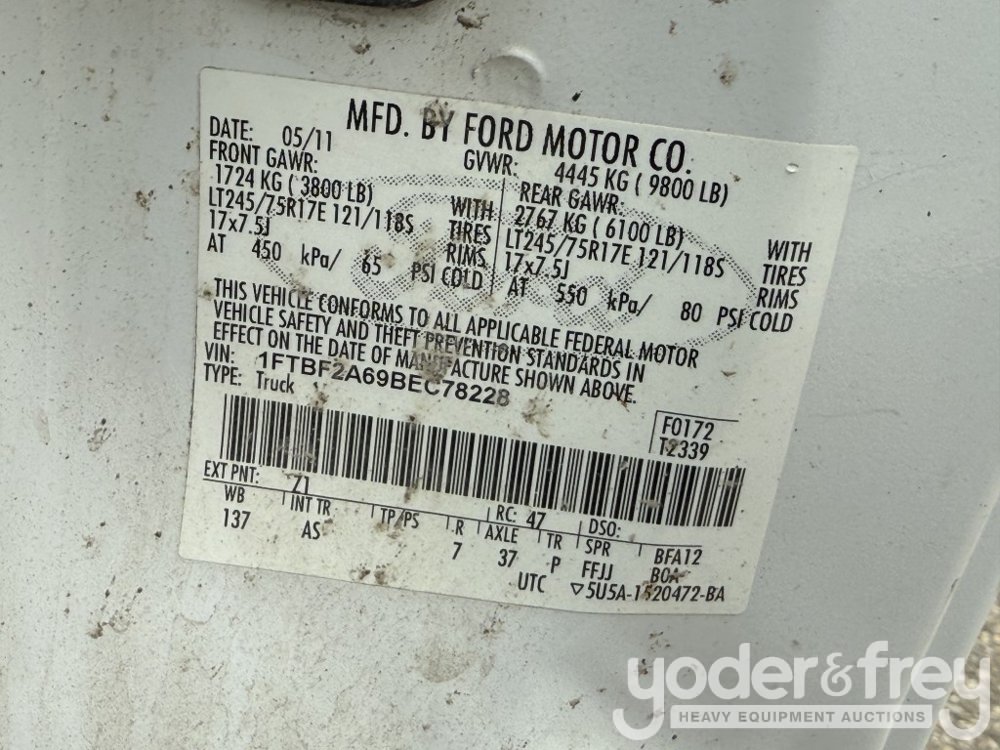 MFD. BY FORD MOTOR CO.
DATE: 05/11 GVWR: 4445 KG ( 9800 LB)
FRONT GAWR: REAR GAWR:
1724 KG ( 3800 LB) WITH 2767 KG ( 6100 LB) WITH
LT245/75R17E 121/118S TIRES LT245/75R17E 121/118S TIRES
17x7.5J RIMS 17x7.5J RIMS
AT 450 kPa/ 65 PSI COLD AT 550 kPa/ 80 PSI COLD
THIS VEHICLE CONFORMS TO ALL APPLICABLE FEDERAL MOTOR
VEHICLE SAFETY AND THEFT PREVENTION STANDARDS IN
EFFECT ON THE DATE OF MANUFACTURE SHOWN ABOVE.
VIN: 1FTBF2A69BEC78228
TYPE: Truck
F0172
T2339
EXT PNT: Z1 RC: 47 DSO:
WB INT TR TP/PS R AXLE TR SPR BFA12
137 AS 7 37 P FFJJ BOA
UTC ▽5U5A-1520472-BA
yoder&frey
HEAVY EQUIPMENT AUCTIONS